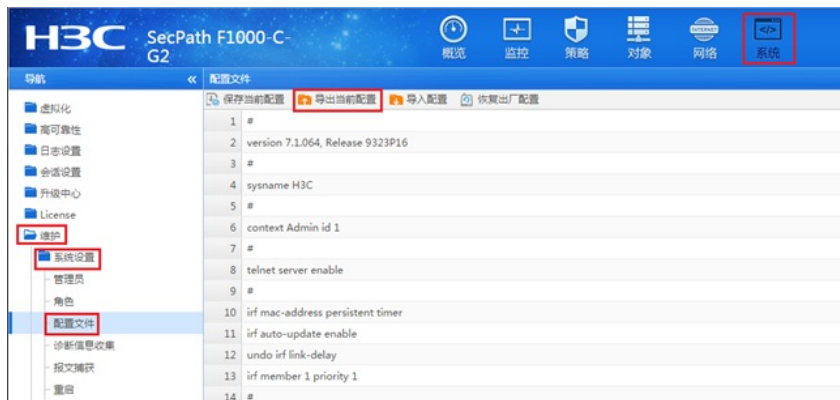 H3C SecPath F1000-C-G2
概览 监控 策略 对象 网络 系统
INTERNET
导航 « 配置文件
保存当前配置 导出当前配置 导入配置 恢复出厂配置
虚拟化
高可靠性
日志设置
会话设置
升级中心
License
维护
系统设置
管理员
角色
配置文件
诊断信息收集
报文捕获
重启
1 #
2 version 7.1.064, Release 9323P16
3 #
4 sysname H3C
5 #
6 context Admin id 1
7 #
8 telnet server enable
9 #
10 irf mac-address persistent timer
11 irf auto-update enable
12 undo irf link-delay
13 irf member 1 priority 1
14 #